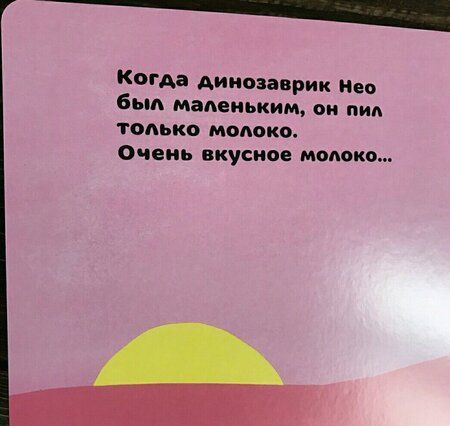 Когда динозаврик Нео
был маленьким, он пил
только молоко.
Очень вкусное молоко...